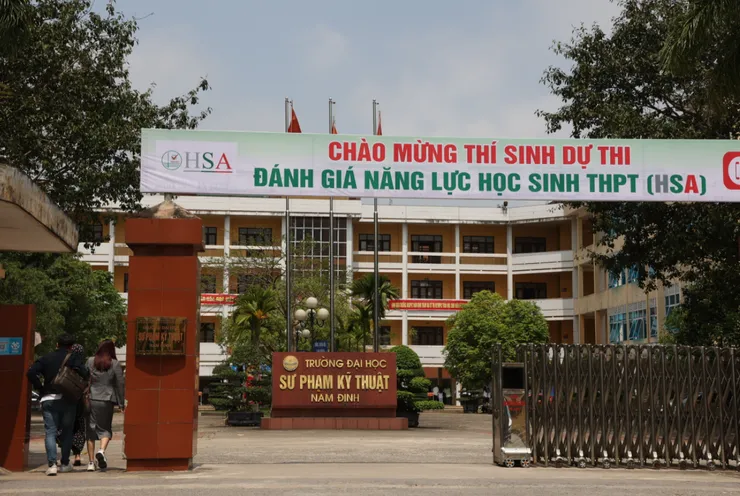 HSA
CHÀO MỪNG THÍ SINH DỰ THI
ĐÁNH GIÁ NĂNG LỰC HỌC SINH THPT (HSA)
TRƯỜNG ĐẠI HỌC
SƯ PHẠM KỸ THUẬT
NAM ĐỊNH